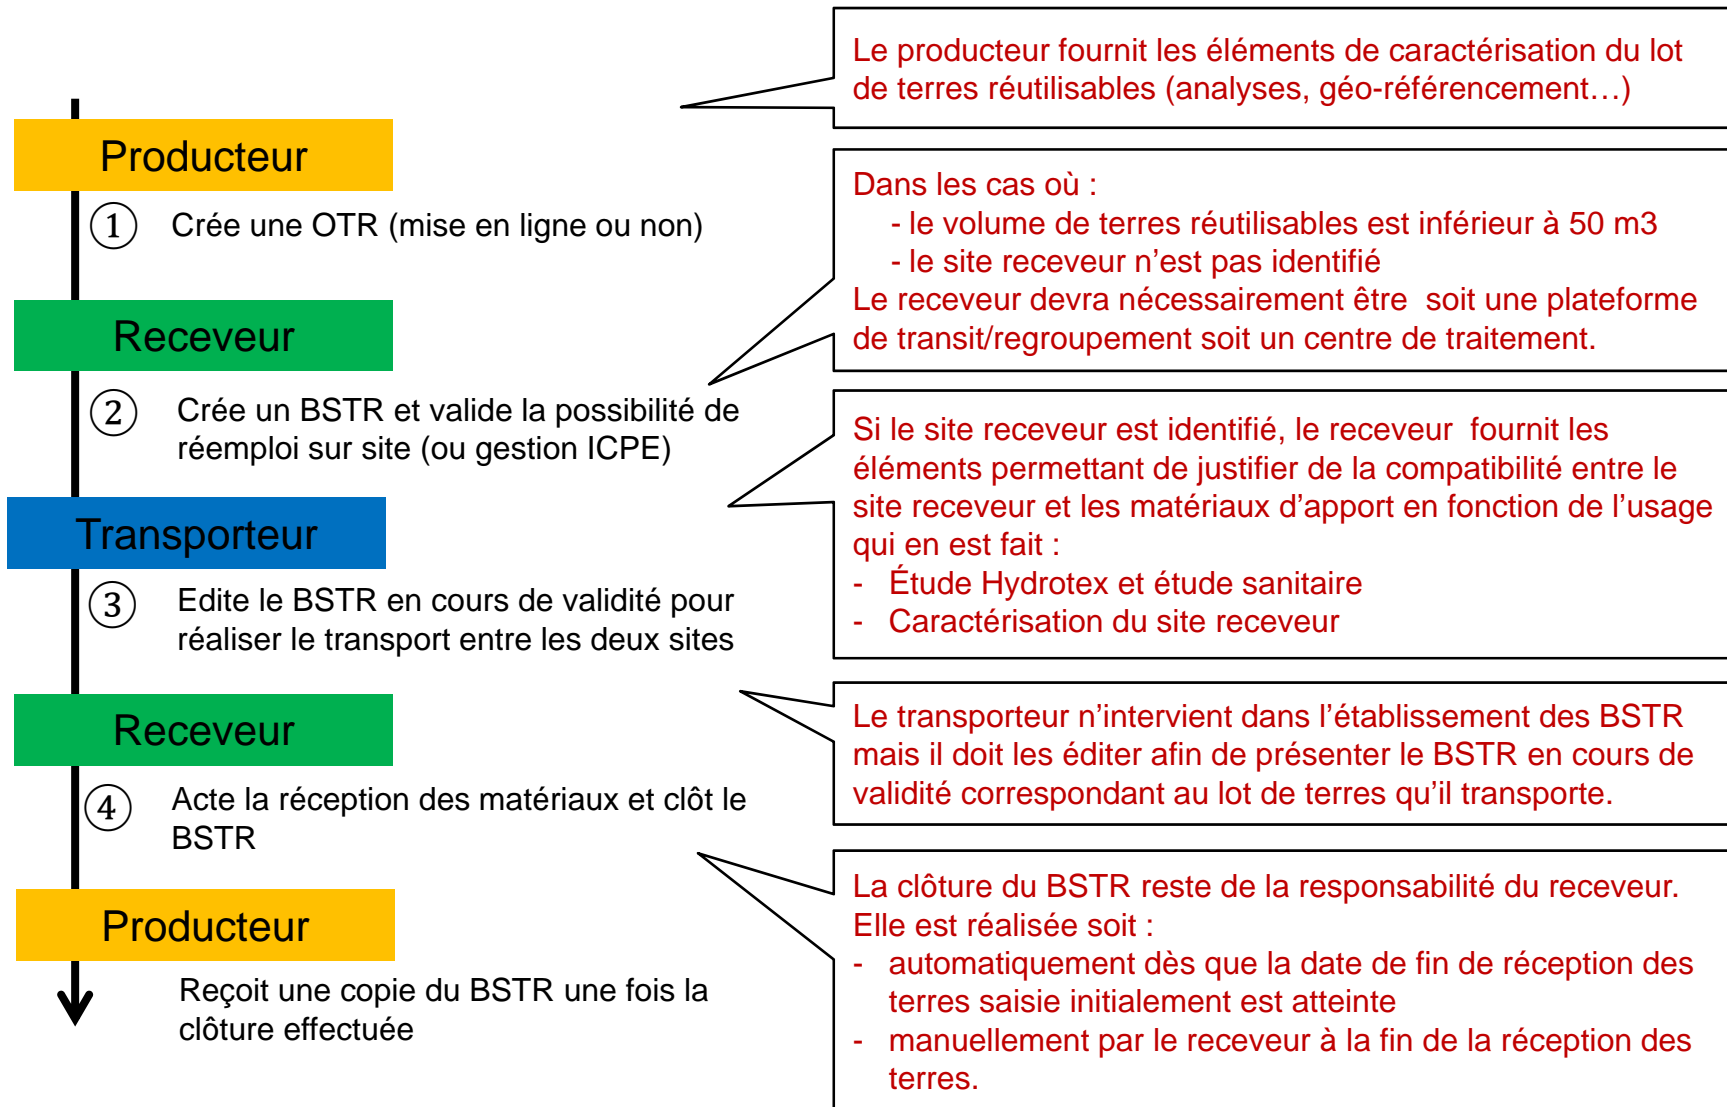 Le producteur fournit les éléments de caractérisation du lot
de terres réutilisables (analyses, géo-référencement…)
Producteur
① Crée une OTR (mise en ligne ou non)
Dans les cas où :
- le volume de terres réutilisables est inférieur à 50 m3
- le site receveur n’est pas identifié
Le receveur devra nécessairement être soit une plateforme
de transit/regroupement soit un centre de traitement.
Receveur
② Crée un BSTR et valide la possibilité de
réemploi sur site (ou gestion ICPE)
Si le site receveur est identifié, le receveur fournit les
éléments permettant de justifier de la compatibilité entre le
site receveur et les matériaux d’apport en fonction de l’usage
qui en est fait :
- Étude Hydrotex et étude sanitaire
- Caractérisation du site receveur
Transporteur
③ Edite le BSTR en cours de validité pour
réaliser le transport entre les deux sites
Le transporteur n’intervient dans l’établissement des BSTR
mais il doit les éditer afin de présenter le BSTR en cours de
validité correspondant au lot de terres qu’il transporte.
Receveur
④ Acte la réception des matériaux et clôt le
BSTR
La clôture du BSTR reste de la responsabilité du receveur.
Elle est réalisée soit :
- automatiquement dès que la date de fin de réception des
terres saisie initialement est atteinte
- manuellement par le receveur à la fin de la réception des
terres.
Producteur
Reçoit une copie du BSTR une fois la
clôture effectuée